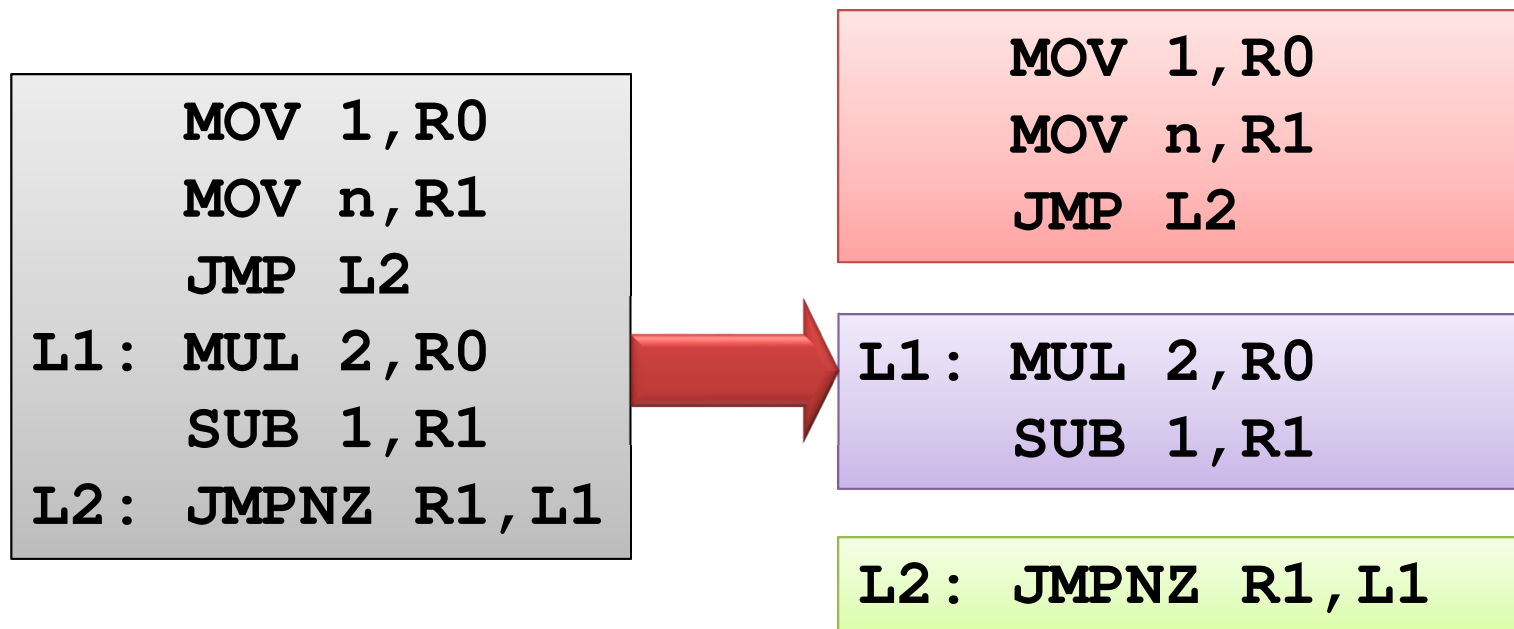 MOV 1,R0
MOV n,R1
JMP L2
L1: MUL 2,R0
SUB 1,R1
L2: JMPNZ R1,L1
MOV 1,R0
MOV n,R1
JMP L2
L1: MUL 2,R0
SUB 1,R1
L2: JMPNZ R1,L1